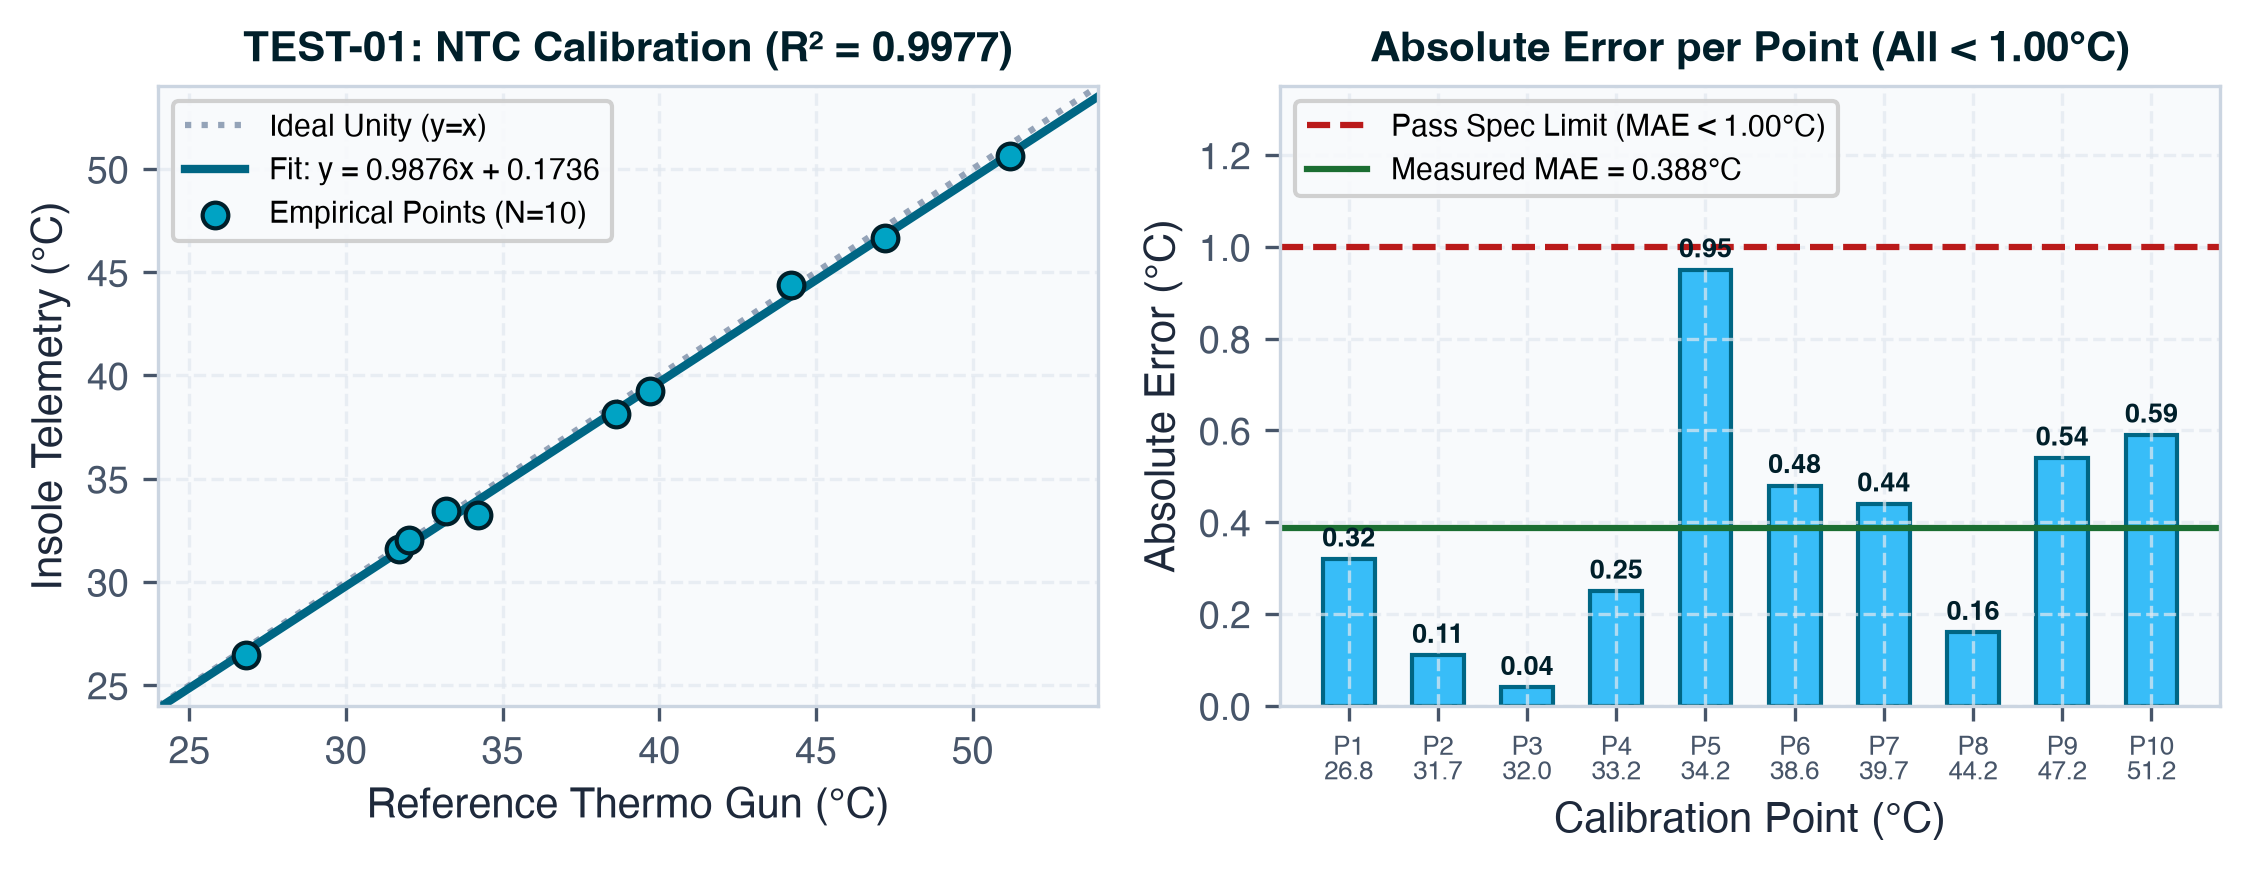 TEST-01: NTC Calibration (R² = 0.9977)
Ideal Unity (y=x)
Fit: y = 0.9876x + 0.1736
Empirical Points (N=10)
Insole Telemetry (°C)
50
45
40
35
30
25
25 30 35 40 45 50
Reference Thermo Gun (°C)
Absolute Error per Point (All < 1.00°C)
Pass Spec Limit (MAE < 1.00°C)
Measured MAE = 0.388°C
Absolute Error (°C)
1.2
1.0
0.8
0.6
0.4
0.2
0.0
0.32 0.11 0.04 0.25 0.95 0.48 0.44 0.16 0.54 0.59
P1 P2 P3 P4 P5 P6 P7 P8 P9 P10
26.8 31.7 32.0 33.2 34.2 38.6 39.7 44.2 47.2 51.2
Calibration Point (°C)